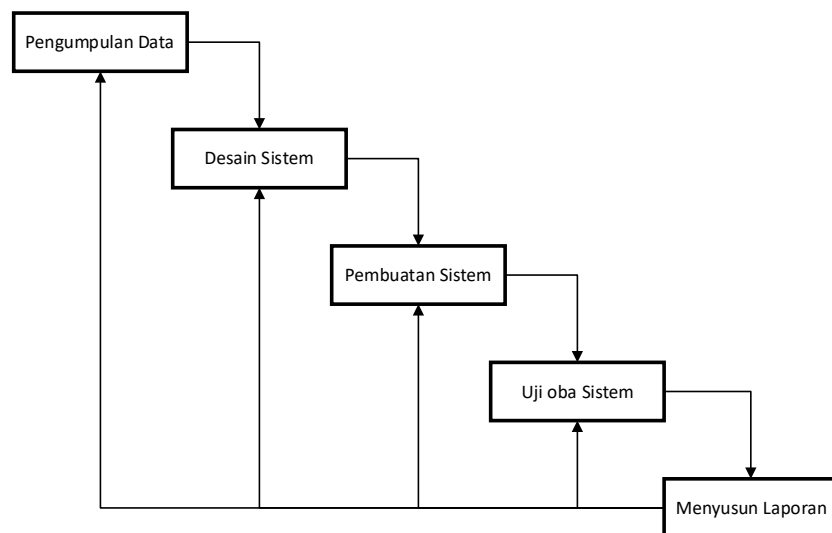 Pengumpulan Data
Desain Sistem
Pembuatan Sistem
Uji oba Sistem
Menyusun Laporan